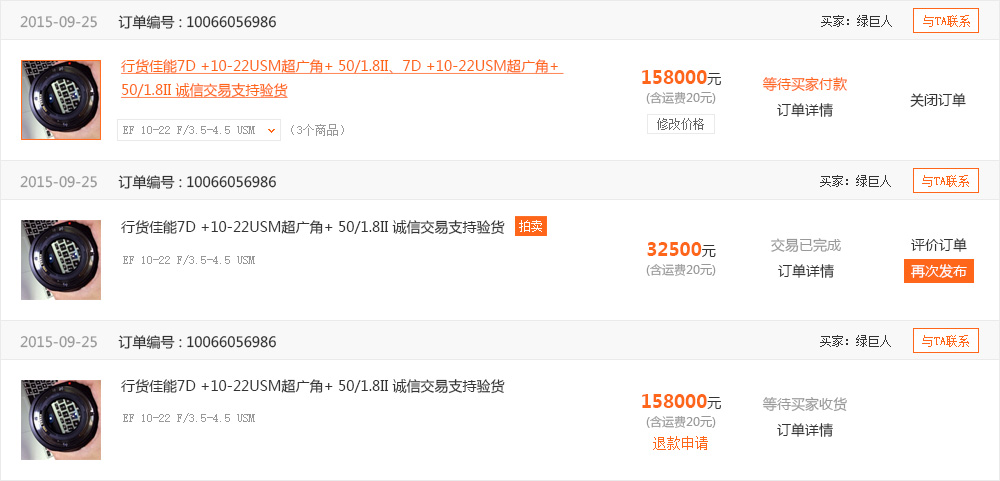 2015-09-25 订单编号 : 10066056986 买家：绿巨人 与TA联系
行货佳能7D +10-22USM超广角+ 50/1.8II、7D +10-22USM超广角+
50/1.8II 诚信交易支持验货
EF 10-22 F/3.5-4.5 USM （3个商品）
158000元
(含运费20元)
修改价格
等待买家付款
订单详情
关闭订单
2015-09-25 订单编号 : 10066056986 买家：绿巨人 与TA联系
行货佳能7D +10-22USM超广角+ 50/1.8II 诚信交易支持验货 拍卖
EF 10-22 F/3.5-4.5 USM
32500元
(含运费20元)
交易已完成
订单详情
评价订单
再次发布
2015-09-25 订单编号 : 10066056986 买家：绿巨人 与TA联系
行货佳能7D +10-22USM超广角+ 50/1.8II 诚信交易支持验货
EF 10-22 F/3.5-4.5 USM
158000元
(含运费20元)
退款申请
等待买家收货
订单详情